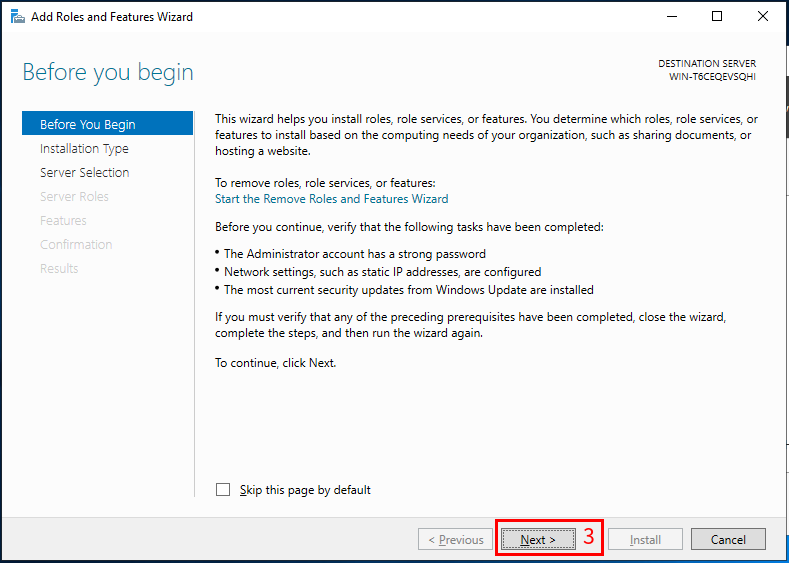 Add Roles and Features Wizard
Before you begin
DESTINATION SERVER
WIN-T6CEQEVSQHI
Before You Begin
Installation Type
Server Selection
Server Roles
Features
Confirmation
Results
This wizard helps you install roles, role services, or features. You determine which roles, role services, or
features to install based on the computing needs of your organization, such as sharing documents, or
hosting a website.
To remove roles, role services, or features:
Start the Remove Roles and Features Wizard
Before you continue, verify that the following tasks have been completed:
• The Administrator account has a strong password
• Network settings, such as static IP addresses, are configured
• The most current security updates from Windows Update are installed
If you must verify that any of the preceding prerequisites have been completed, close the wizard,
complete the steps, and then run the wizard again.
To continue, click Next.
Skip this page by default
< Previous
Next >
3
Install
Cancel